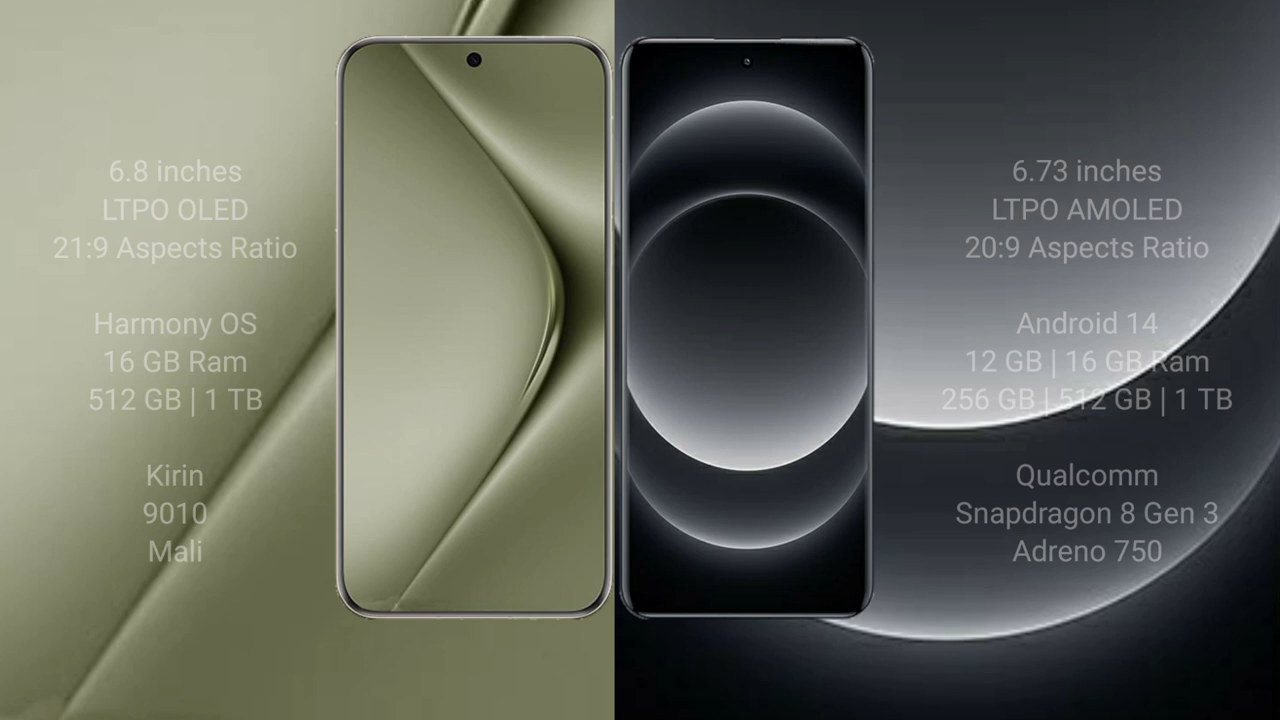 6.8 inches
LTPO OLED
21:9 Aspects Ratio
Harmony OS
16 GB Ram
512 GB | 1 TB
Kirin
9010
Mali
6.73 inches
LTPO AMOLED
20:9 Aspects Ratio
Android 14
12 GB | 16 GB Ram
256 GB | 512 GB | 1 TB
Qualcomm
Snapdragon 8 Gen 3
Adreno 750